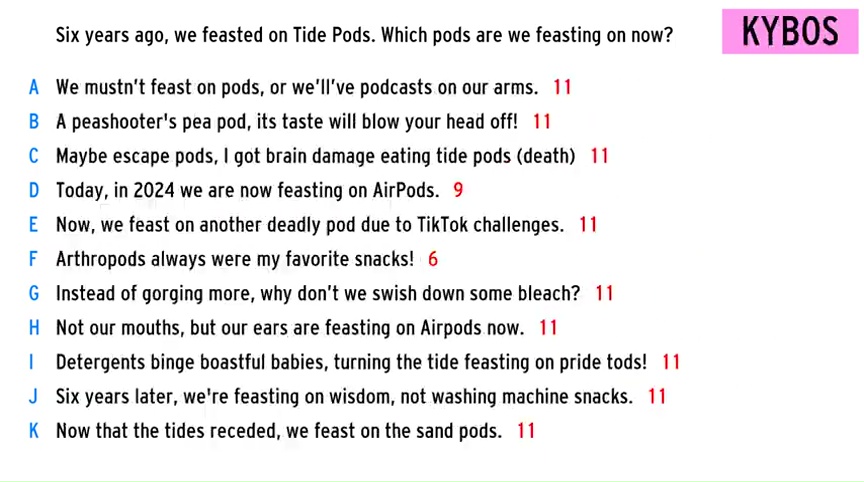 Six years ago, we feasted on Tide Pods. Which pods are we feasting on now?
KYBOS
A We mustn't feast on pods, or we'll've podcasts on our arms. 11
B A peashooter's pea pod, its taste will blow your head off! 11
C Maybe escape pods, I got brain damage eating tide pods (death) 11
D Today, in 2024 we are now feasting on AirPods. 9
E Now, we feast on another deadly pod due to TikTok challenges. 11
F Arthropods always were my favorite snacks! 6
G Instead of gorging more, why don't we swish down some bleach? 11
H Not our mouths, but our ears are feasting on Airpods now. 11
I Detergents binge boastful babies, turning the tide feasting on pride tods! 11
J Six years later, we're feasting on wisdom, not washing machine snacks. 11
K Now that the tides receded, we feast on the sand pods. 11